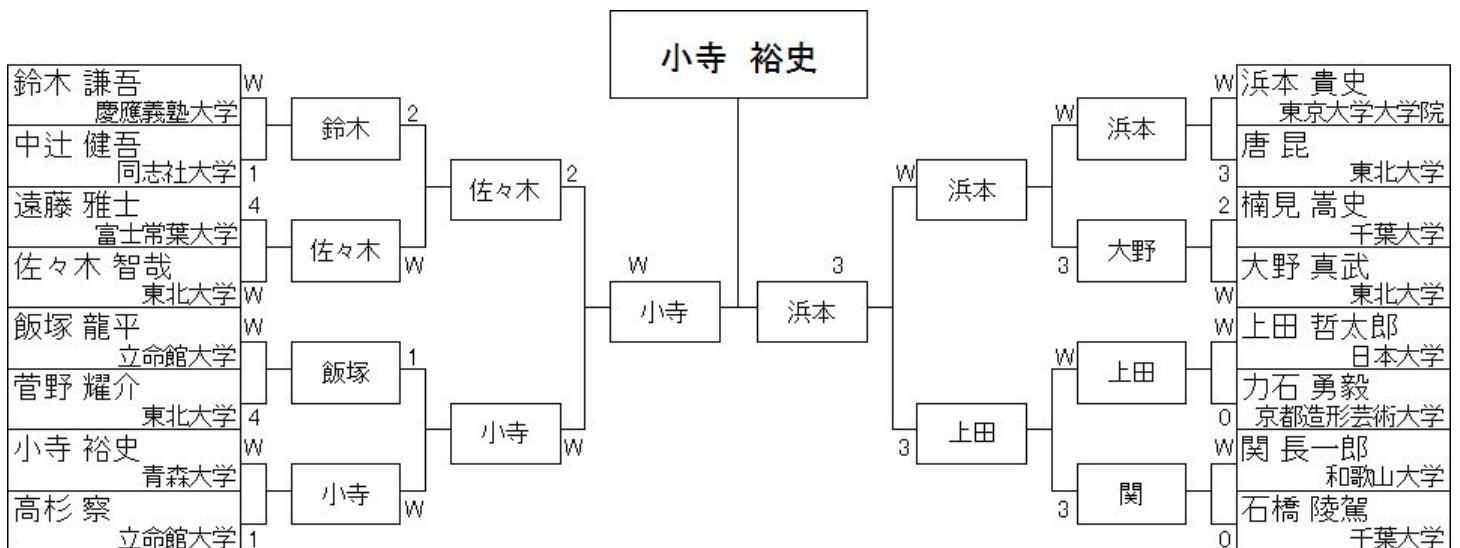 小寺 裕史
鈴木 謙吾
W
慶應義塾大学
中辻 健吾
同志社大学
1
遠藤 雅士
4
富士常葉大学
佐々木 智哉
東北大学
W
飯塚 龍平
W
立命館大学
菅野 耀介
東北大学
4
小寺 裕史
W
青森大学
高杉 察
立命館大学
1
鈴木
2
佐々木
W
飯塚
1
小寺
W
佐々木
2
小寺
W
W
小寺
3
浜本
W
浜本
3
上田
W
浜本
3
大野
W
上田
3
関
W
浜本 貴史
東京大学大学院
唐 昆
3
東北大学
2
楠見 嵩史
千葉大学
大野 真武
W
東北大学
W
上田 哲太郎
日本大学
力石 勇毅
0
京都造形芸術大学
W
関 長一郎
和歌山大学
石橋 陵駕
0
千葉大学